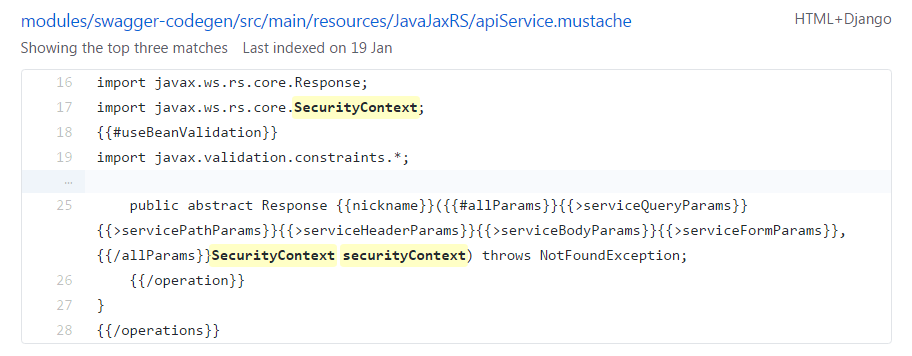 modules/swagger-codegen/src/main/resources/JavaJaxRS/apiService.mustache HTML+Django
Showing the top three matches Last indexed on 19 Jan
16 import javax.ws.rs.core.Response;
17 import javax.ws.rs.core.SecurityContext;
18 {{#useBeanValidation}}
19 import javax.validation.constraints.*;
…
25 public abstract Response {{nickname}}({{#allParams}}{{>serviceQueryParams}}
{{>servicePathParams}}{{>serviceHeaderParams}}{{>serviceBodyParams}}{{>serviceFormParams}},
{{/allParams}}SecurityContext securityContext) throws NotFoundException;
26 {{/operation}}
27 }
28 {{/operations}}